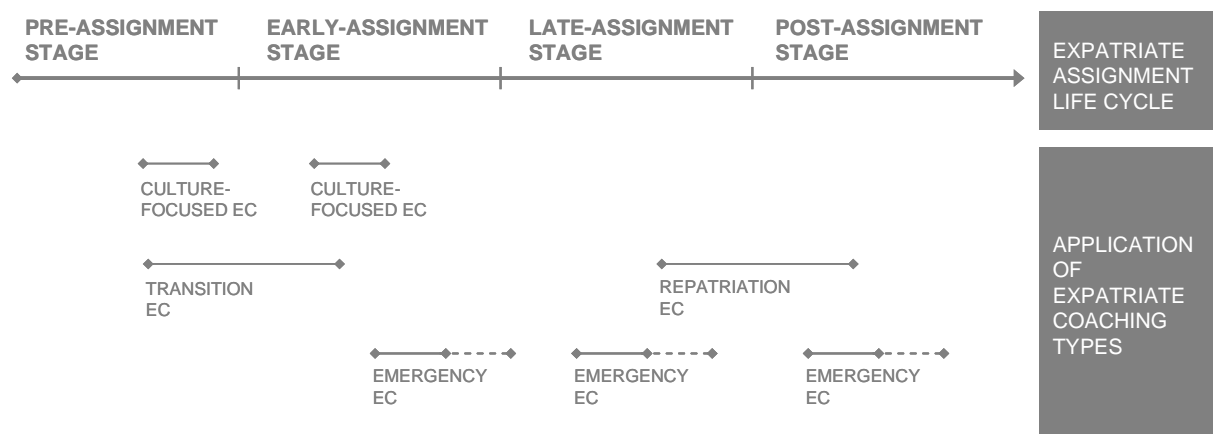 PRE-ASSIGNMENT
STAGE
EARLY-ASSIGNMENT
STAGE
LATE-ASSIGNMENT
STAGE
POST-ASSIGNMENT
STAGE
EXPATRIATE
ASSIGNMENT
LIFE CYCLE
CULTURE-
FOCUSED EC
CULTURE-
FOCUSED EC
TRANSITION
EC
REPATRIATION
EC
EMERGENCY
EC
EMERGENCY
EC
EMERGENCY
EC
APPLICATION
OF
EXPATRIATE
COACHING
TYPES